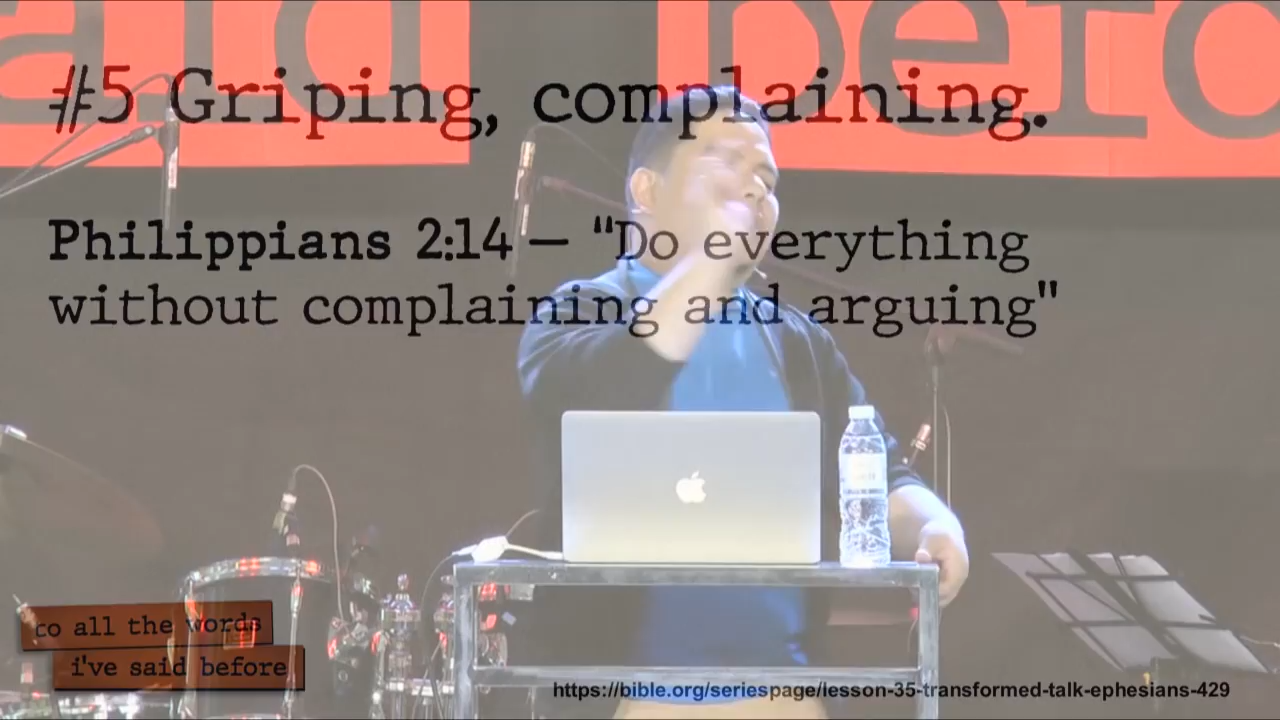 #5 Griping, complaining.
Philippians 2:14 — "Do everything
without complaining and arguing"
to all the words
i've said before
https://bible.org/seriespage/lesson-35-transformed-talk-ephesians-429